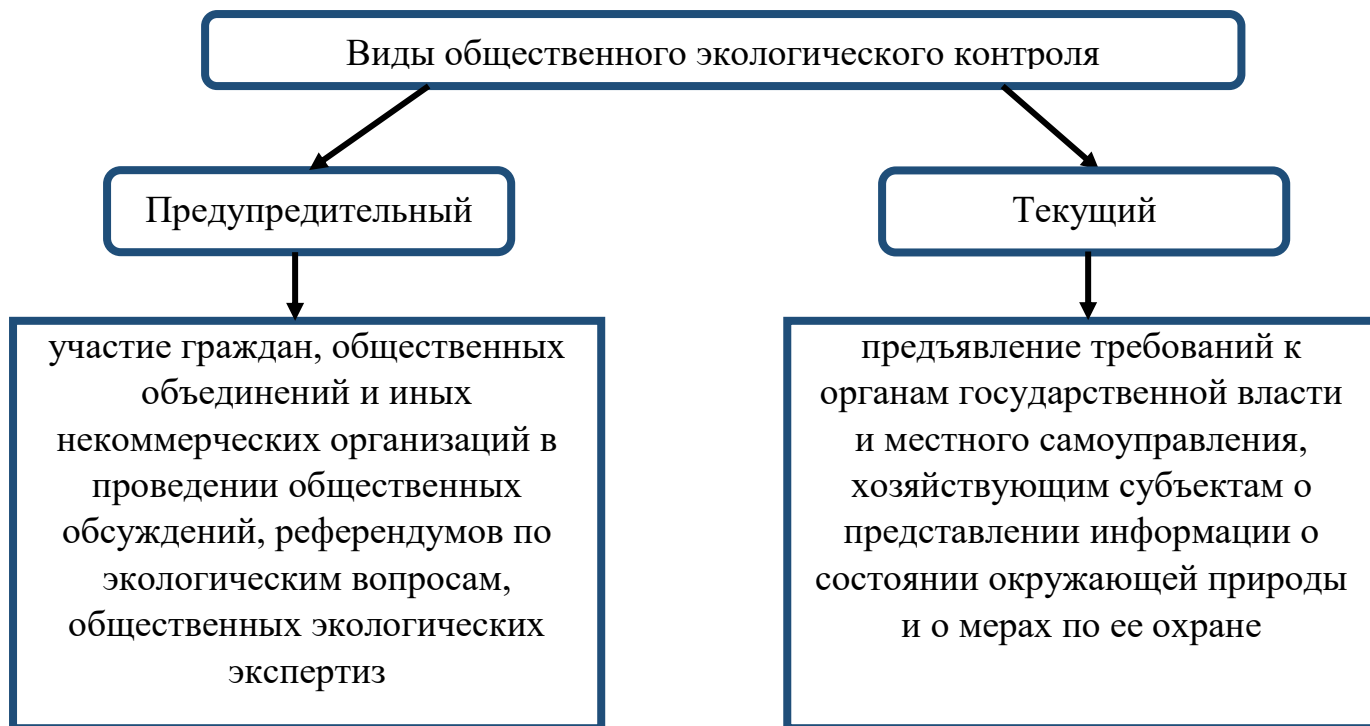 Виды общественного экологического контроля
Предупредительный
Текущий
участие граждан, общественных
объединений и иных
некоммерческих организаций в
проведении общественных
обсуждений, референдумов по
экологическим вопросам,
общественных экологических
экспертиз
предъявление требований к
органам государственной власти
и местного самоуправления,
хозяйствующим субъектам о
представлении информации о
состоянии окружающей природы
и о мерах по ее охране